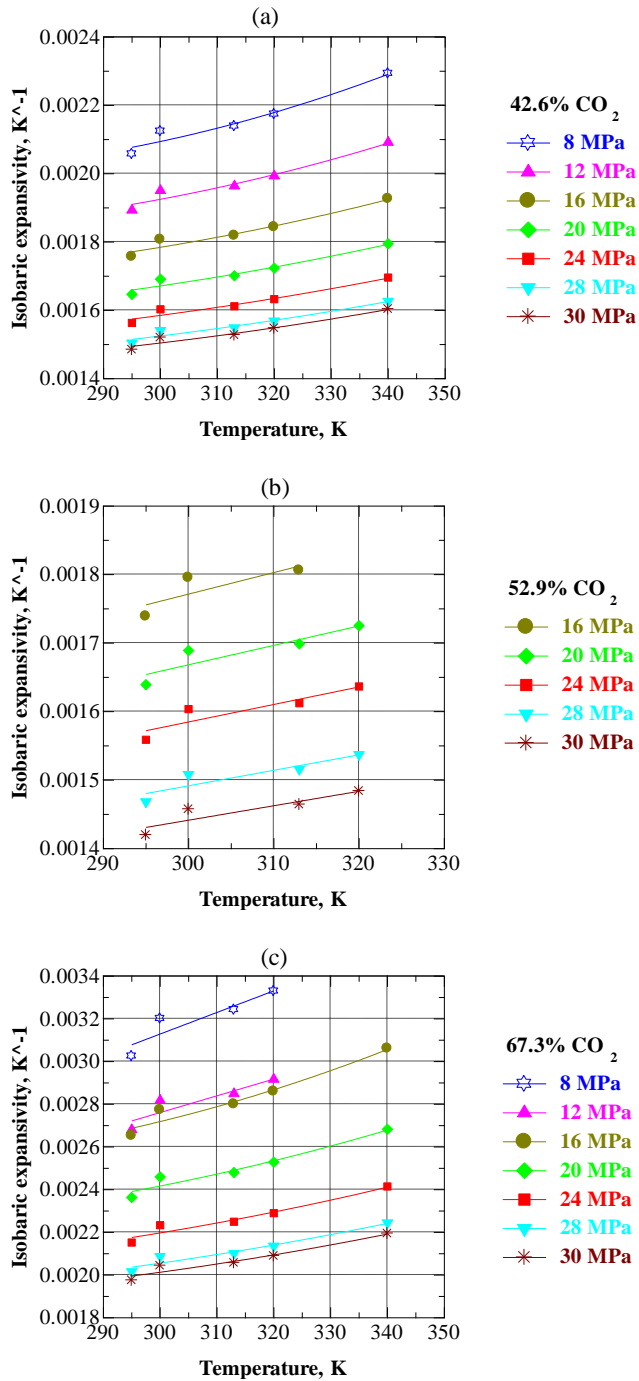 (a)
0.0024
0.0022
0.0020
0.0018
0.0016
0.0014
290 300 310 320 330 340 350
Isobaric expansivity, K^-1
Temperature, K
42.6% CO2
8 MPa
12 MPa
16 MPa
20 MPa
24 MPa
28 MPa
30 MPa
(b)
0.0019
0.0018
0.0017
0.0016
0.0015
0.0014
290 300 310 320 330
Isobaric expansivity, K^-1
Temperature, K
52.9% CO2
16 MPa
20 MPa
24 MPa
28 MPa
30 MPa
(c)
0.0034
0.0032
0.0030
0.0028
0.0026
0.0024
0.0022
0.0020
0.0018
290 300 310 320 330 340 350
Isobaric expansivity, K^-1
Temperature, K
67.3% CO2
8 MPa
12 MPa
16 MPa
20 MPa
24 MPa
28 MPa
30 MPa